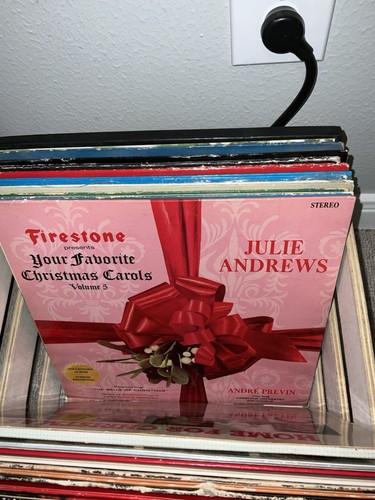 STEREO
Firestone
presents
Your Favorite
Christmas Carols
Volume 5
JULIE
ANDREWS
ANDRÉ PREVIN